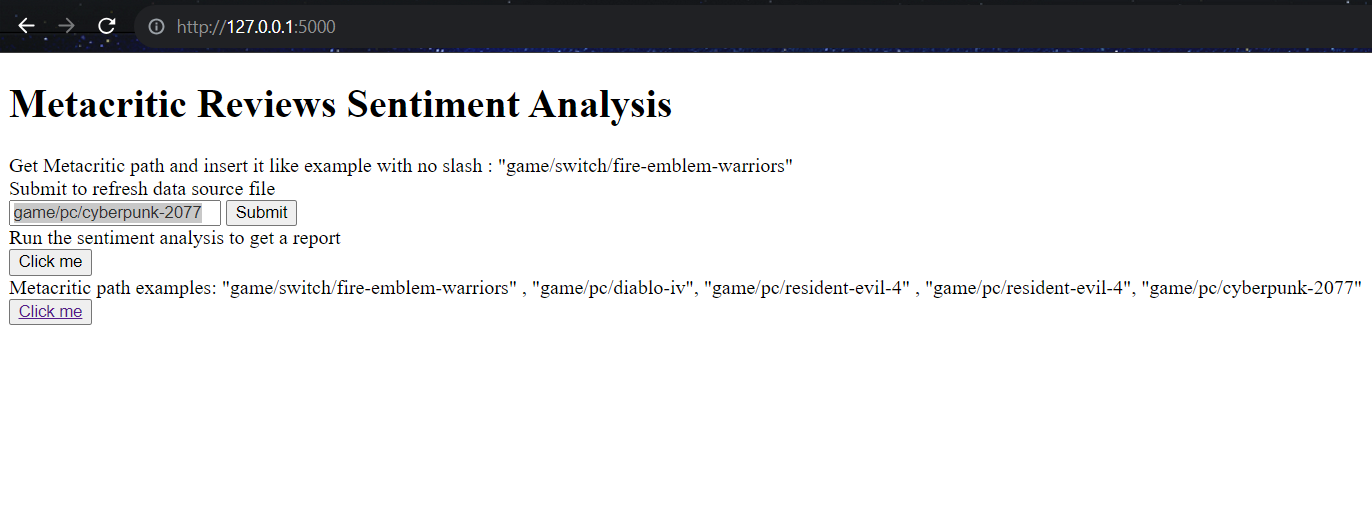 http://127.0.0.1:5000
Metacritic Reviews Sentiment Analysis
Get Metacritic path and insert it like example with no slash : "game/switch/fire-emblem-warriors"
Submit to refresh data source file
game/pc/cyberpunk-2077 Submit
Run the sentiment analysis to get a report
Click me
Metacritic path examples: "game/switch/fire-emblem-warriors" , "game/pc/diablo-iv", "game/pc/resident-evil-4" , "game/pc/resident-evil-4", "game/pc/cyberpunk-2077"
Click me